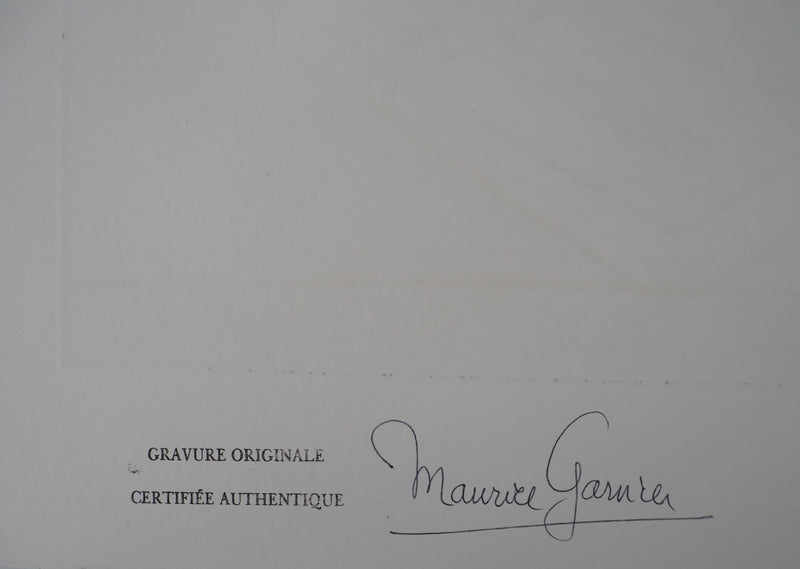 GRAVURE ORIGINALE
CERTIFIÉE AUTHENTIQUE
Maurice Garnier